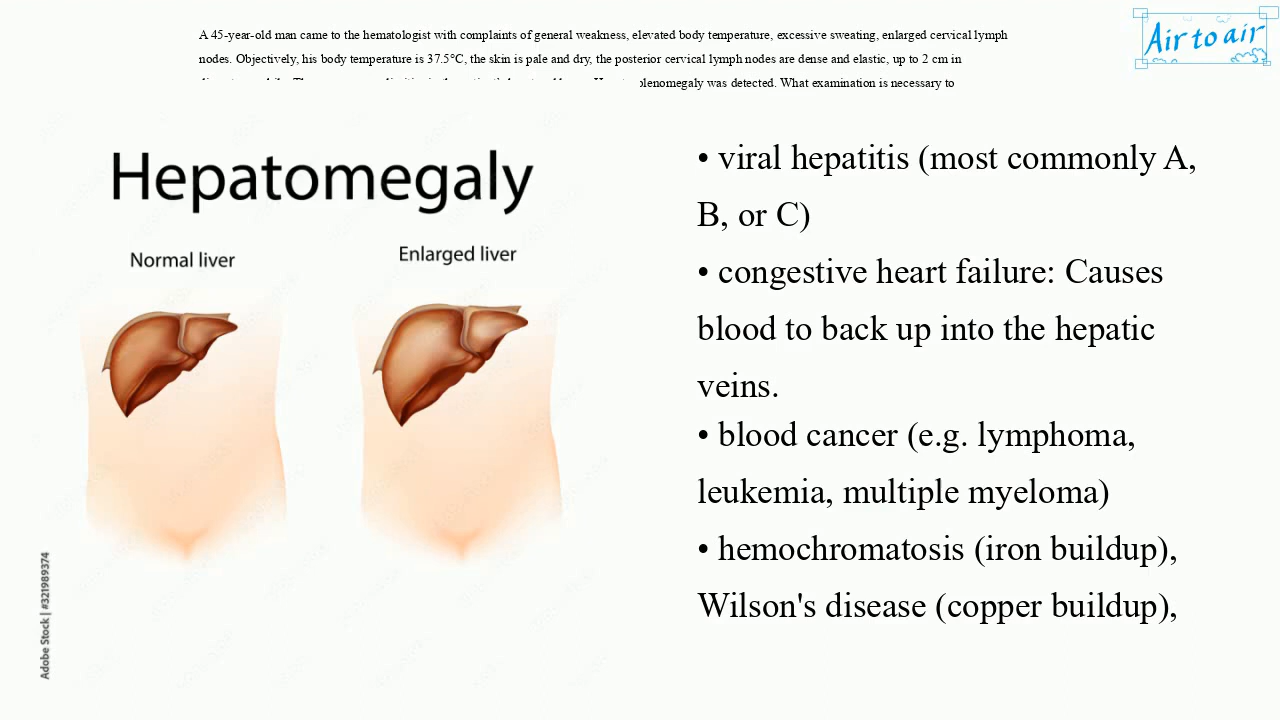 A 45-year-old man came to the hematologist with complaints of general weakness, elevated body temperature, excessive sweating, enlarged cervical lymph
nodes. Objectively, his body temperature is 37.5°C, the skin is pale and dry, the posterior cervical lymph nodes are dense and elastic, up to 2 cm in
plenomegaly was detected. What examination is necessary to
Air to air
Hepatomegaly
Normal liver
Enlarged liver
• viral hepatitis (most commonly A,
B, or C)
• congestive heart failure: Causes
blood to back up into the hepatic
veins.
• blood cancer (e.g. lymphoma,
leukemia, multiple myeloma)
• hemochromatosis (iron buildup),
Wilson's disease (copper buildup),
Adobe Stock | #321989374